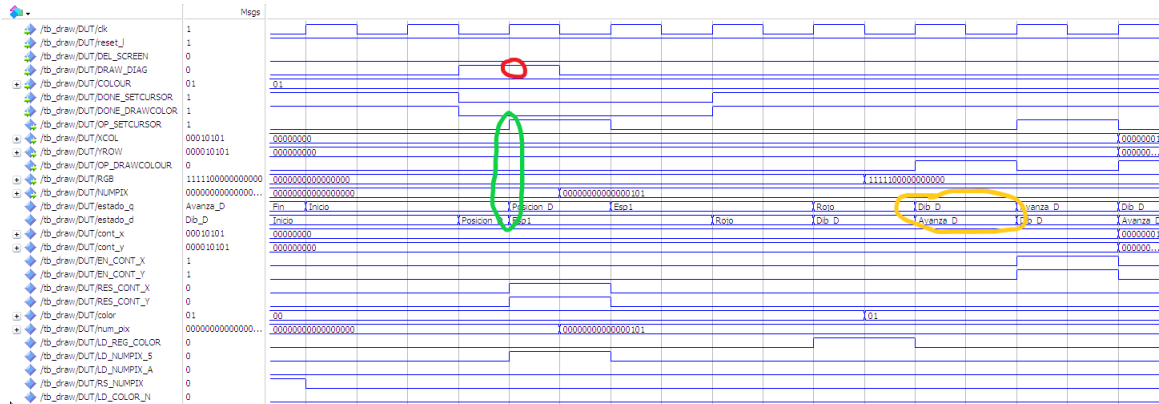 Msgs
/tb_draw/DUT/clk 1
/tb_draw/DUT/reset_l 1
/tb_draw/DUT/DEL_SCREEN 0
/tb_draw/DUT/DRAW_DIAG 0
/tb_draw/DUT/COLOUR 01 01
/tb_draw/DUT/DONE_SETCURSOR 1
/tb_draw/DUT/DONE_DRAWCOLOR 1
/tb_draw/DUT/OP_SETCURSOR 1
/tb_draw/DUT/XCOL 00010101 00000000 0000001
/tb_draw/DUT/YROW 000010101 000000000 000000...
/tb_draw/DUT/OP_DRAWCOLOUR 0
/tb_draw/DUT/RGB 1111100000000000 0000000000000000 1111100000000000
/tb_draw/DUT/NUMPIX 00000000000000... 00000000000000101
/tb_draw/DUT/estado_q Avanza_D Fin Inicio Posicion_D Esp1 Rojo Dib_D Avanza_D Dib_D
/tb_draw/DUT/estado_d Dib_D Inicio Posicion_D Esp1 Rojo Dib_D Avanza_D Dib_D Avanza_D
/tb_draw/DUT/cont_x 00010101 00000000 0000001
/tb_draw/DUT/cont_y 000010101 000000000 000000...
/tb_draw/DUT/EN_CONT_X 1
/tb_draw/DUT/EN_CONT_Y 1
/tb_draw/DUT/RES_CONT_X 0
/tb_draw/DUT/RES_CONT_Y 0
/tb_draw/DUT/color 01 00 01
/tb_draw/DUT/num_pix 00000000000000... 00000000000000101
/tb_draw/DUT/LD_REG_COLOR 0
/tb_draw/DUT/LD_NUMPIX_5 0
/tb_draw/DUT/LD_NUMPIX_A 0
/tb_draw/DUT/RS_NUMPIX 0
/tb_draw/DUT/LD_COLOR_N 0